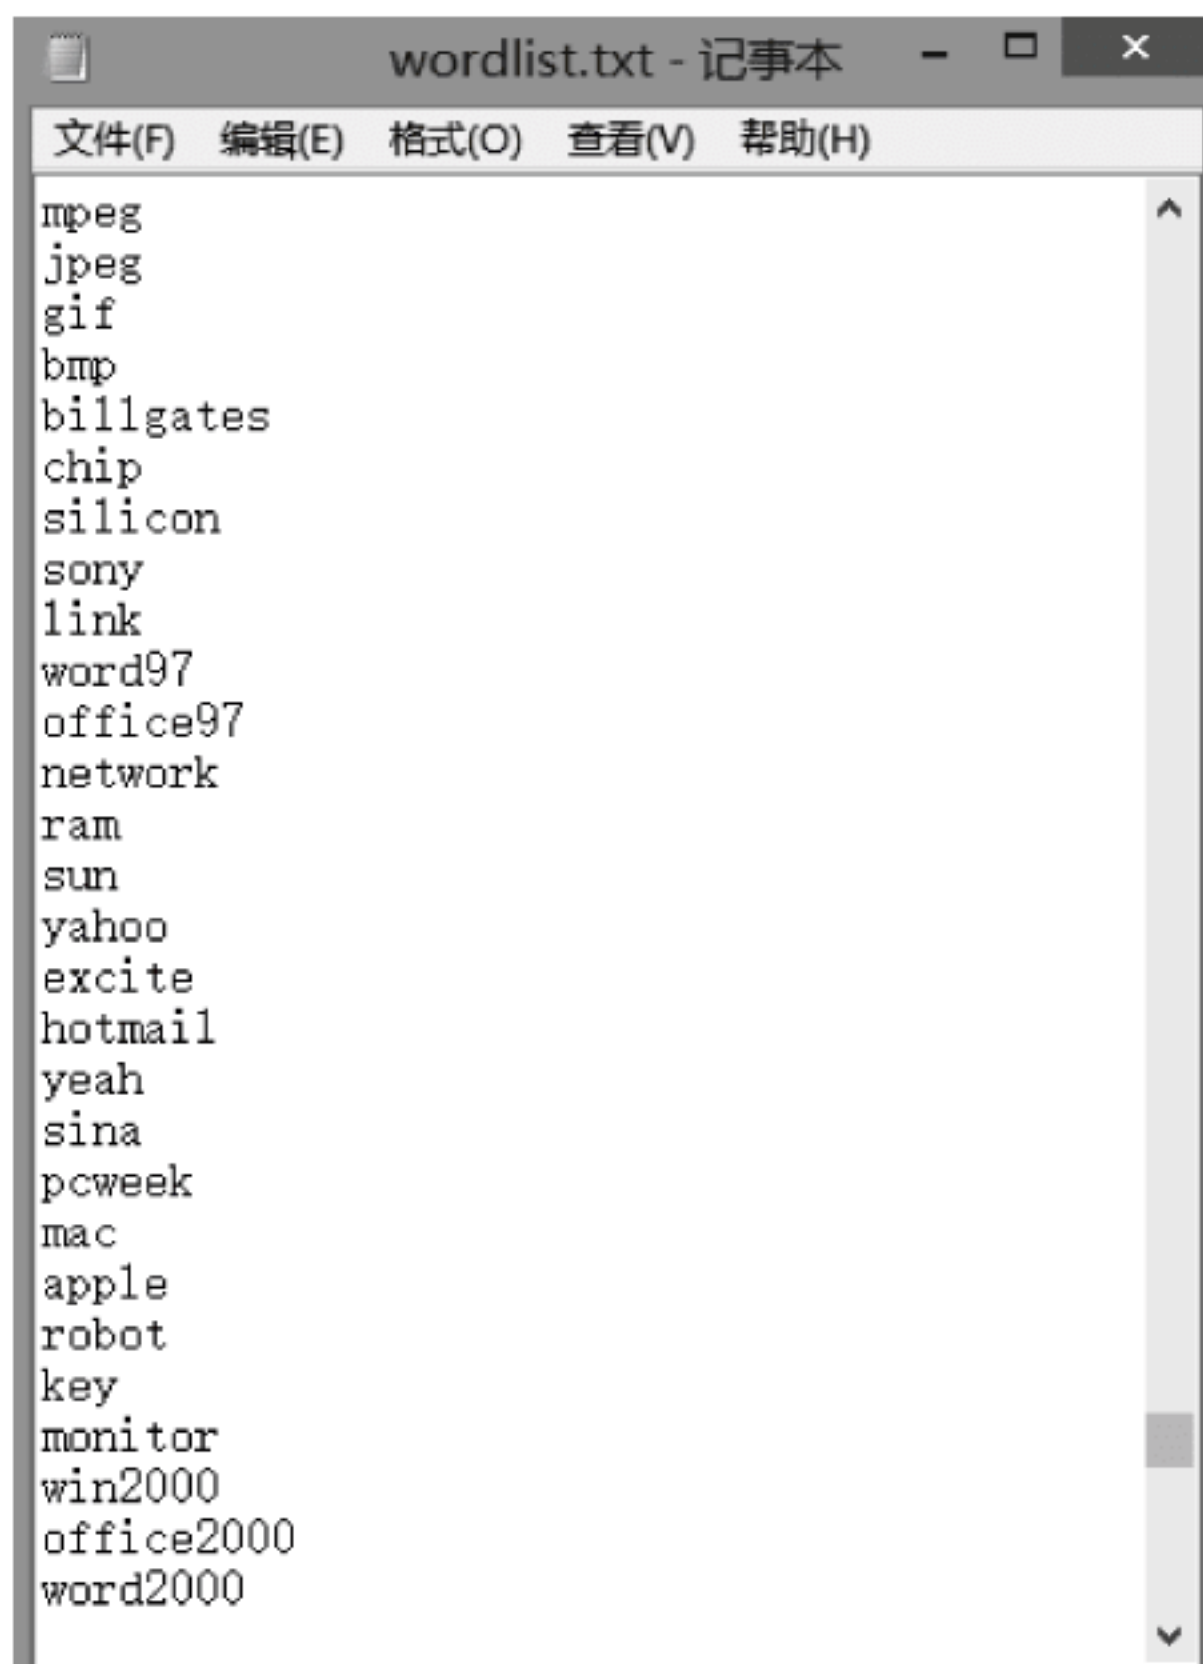 wordlist.txt - 记事本
文件(F) 编辑(E) 格式(O) 查看(V) 帮助(H)
mpeg
jpeg
gif
bmp
billgates
chip
silicon
sony
link
word97
office97
network
ram
sun
yahoo
excite
hotmail
yeah
sina
pcweek
mac
apple
robot
key
monitor
win2000
office2000
word2000